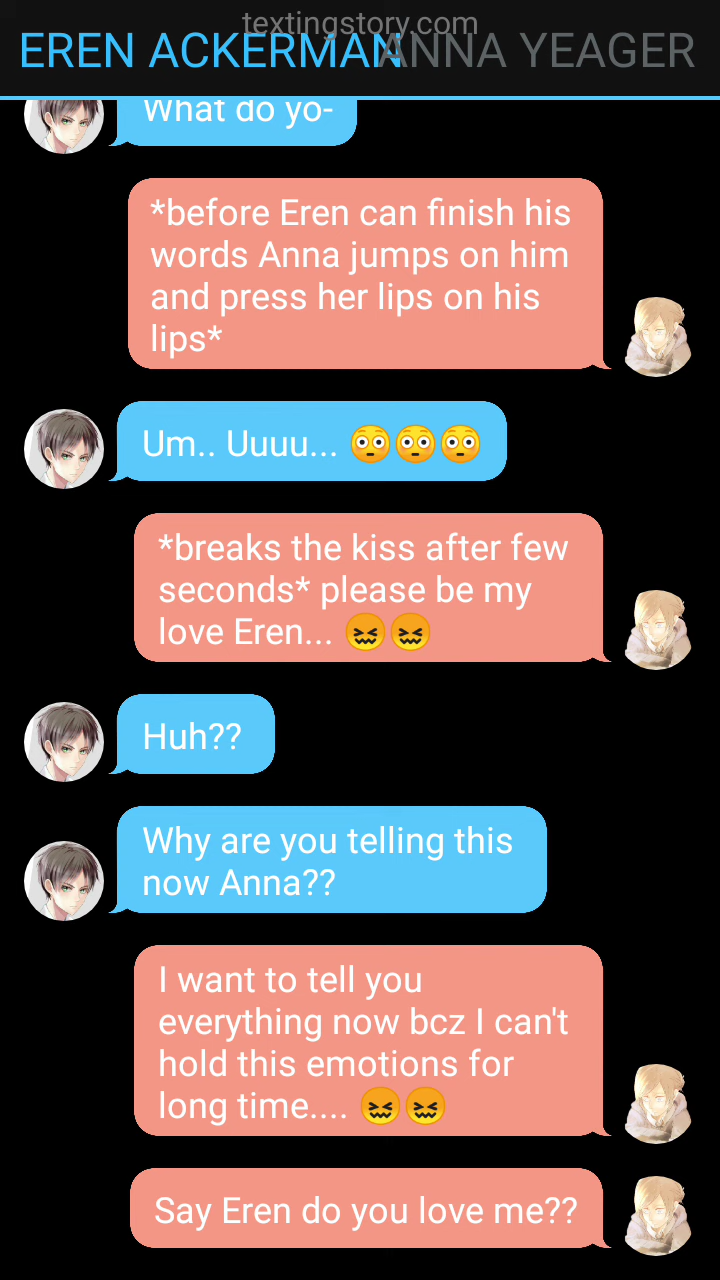 textingstory.com
EREN ACKERMAN
ANNA YEAGER
What do yo-
*before Eren can finish his
words Anna jumps on him
and press her lips on his
lips*
Um.. Uuuu... 😳😳😳
*breaks the kiss after few
seconds* please be my
love Eren... 😖😖
Huh??
Why are you telling this
now Anna??
I want to tell you
everything now bcz I can't
hold this emotions for
long time.... 😖😖
Say Eren do you love me??